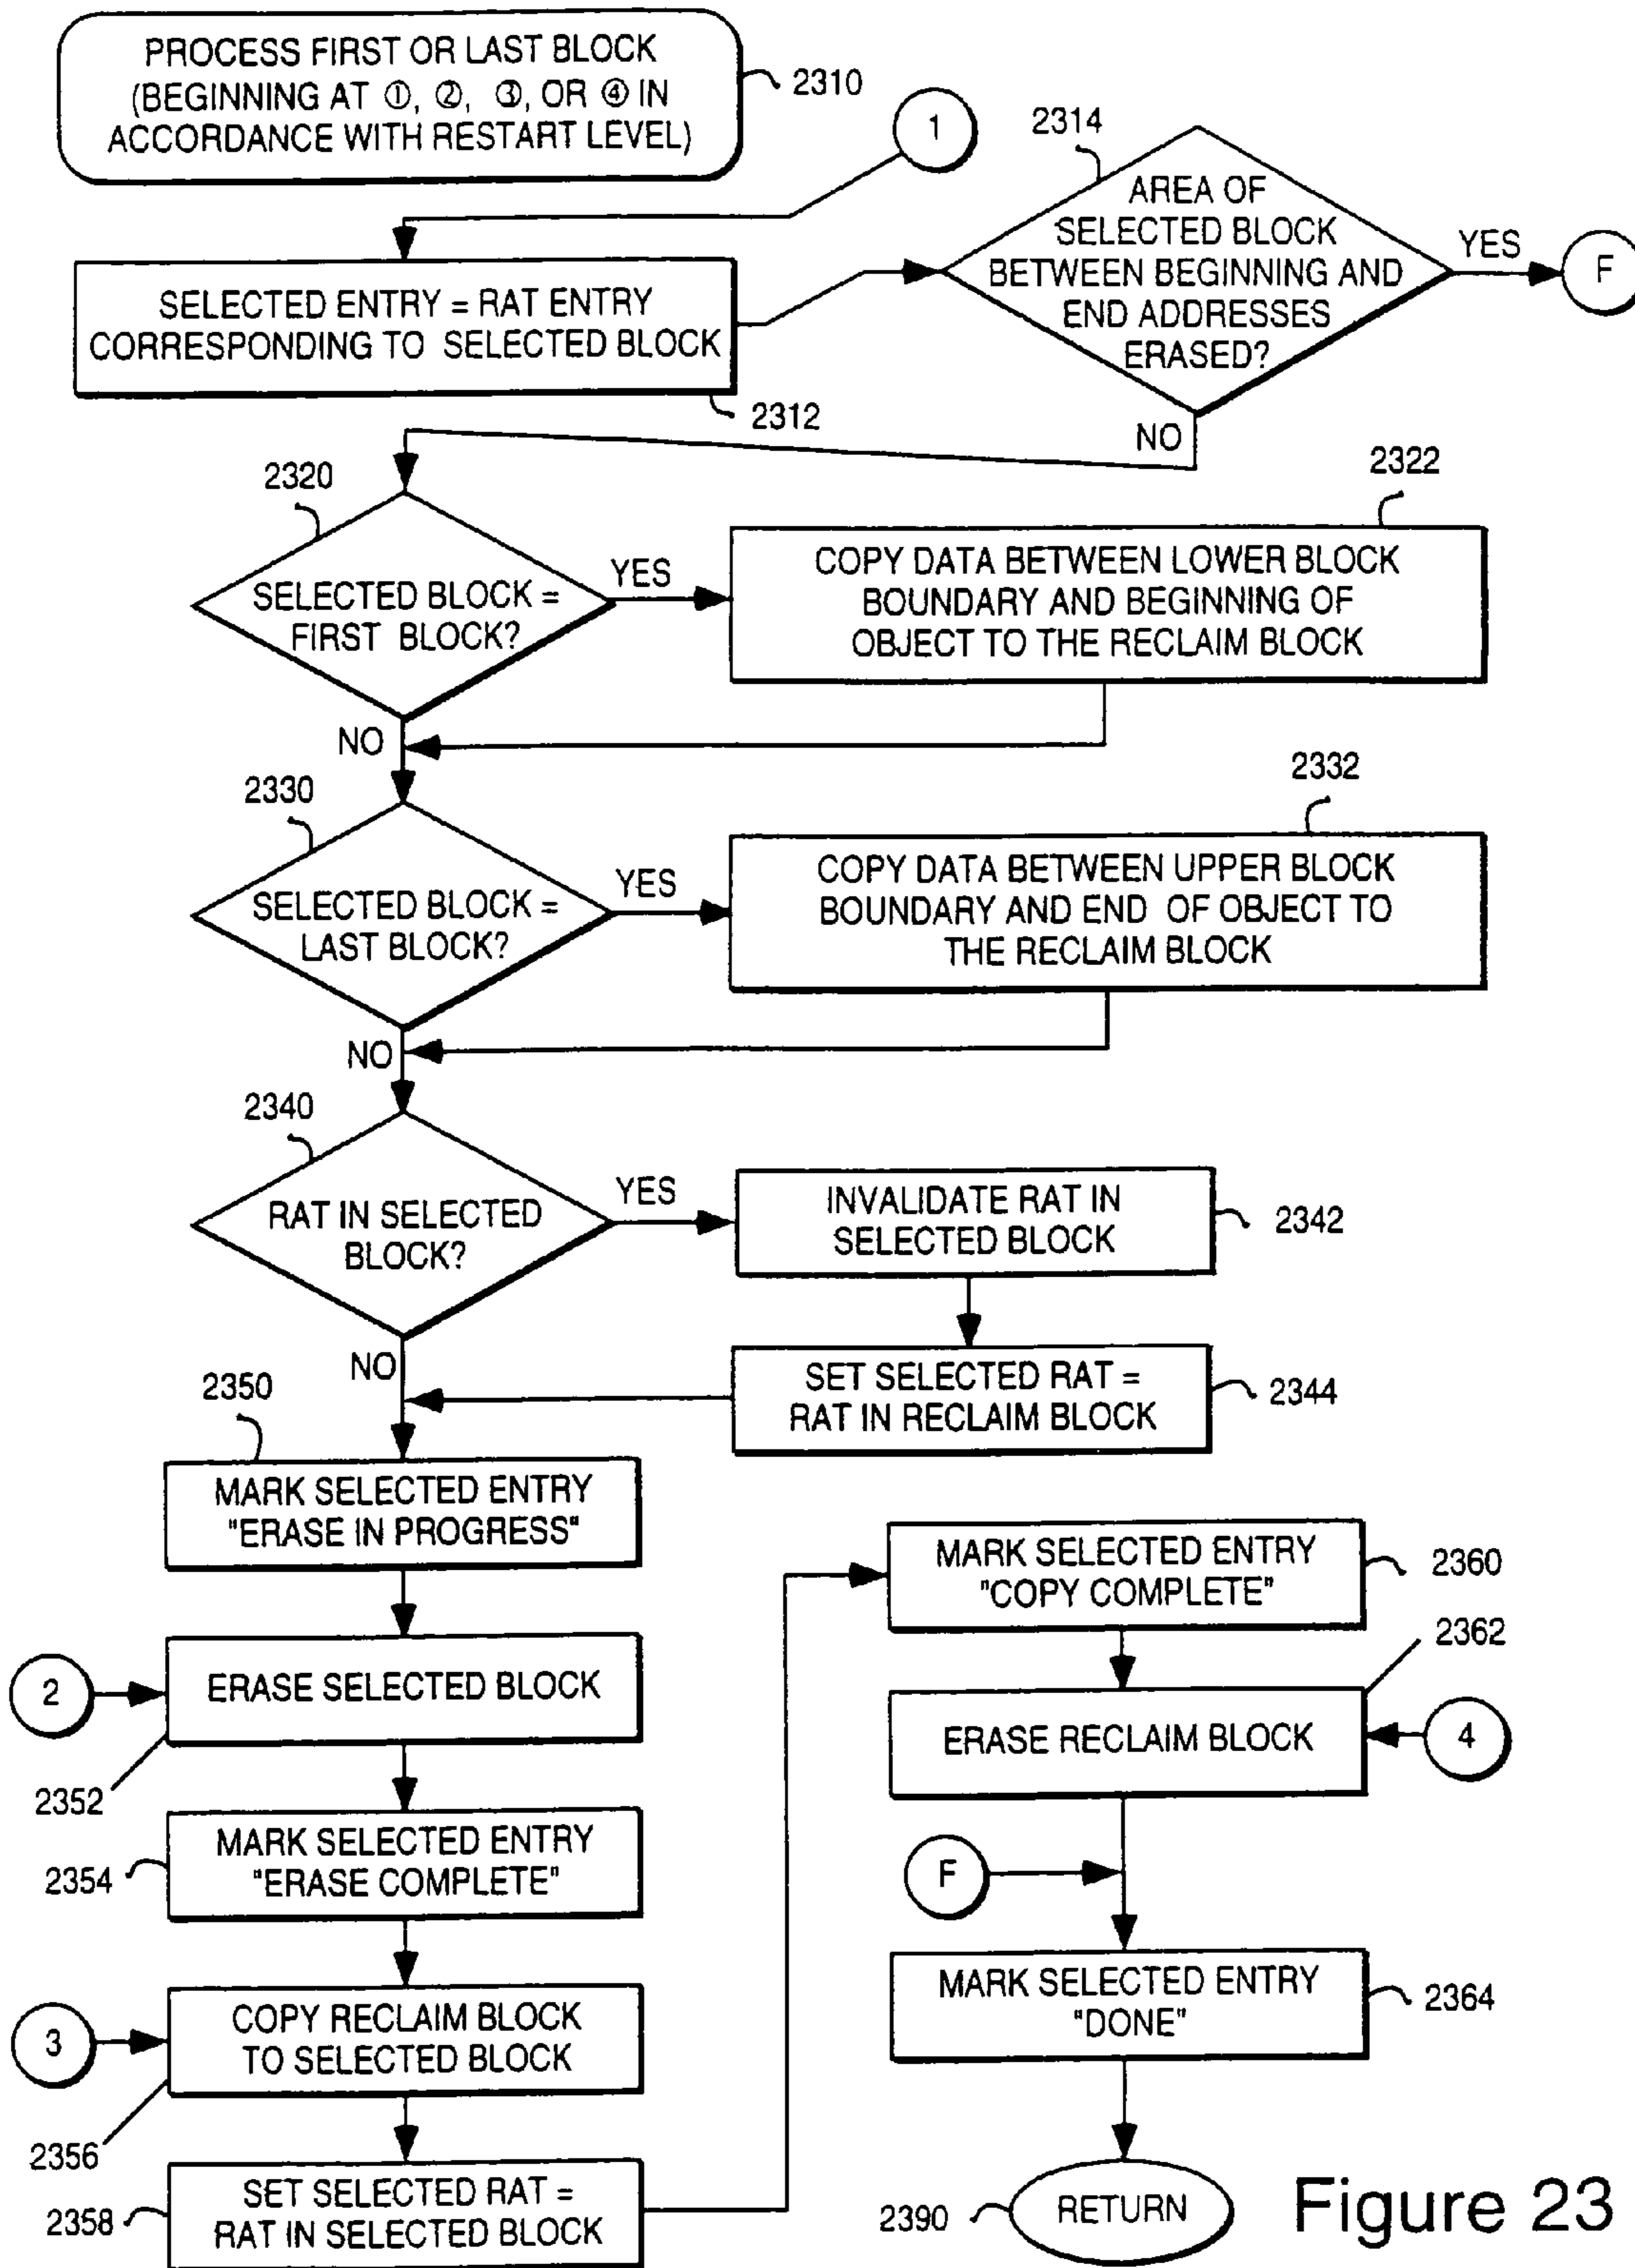 PROCESS FIRST OR LAST BLOCK
(BEGINNING AT ①, ②, ③, OR ④ IN
ACCORDANCE WITH RESTART LEVEL)
2310
1
2314
AREA OF
SELECTED BLOCK
BETWEEN BEGINNING AND
END ADDRESSES
ERASED?
YES
F
SELECTED ENTRY = RAT ENTRY
CORRESPONDING TO SELECTED BLOCK
2312
NO
2320
SELECTED BLOCK =
FIRST BLOCK?
YES
2322
COPY DATA BETWEEN LOWER BLOCK
BOUNDARY AND BEGINNING OF
OBJECT TO THE RECLAIM BLOCK
NO
2330
SELECTED BLOCK =
LAST BLOCK?
YES
2332
COPY DATA BETWEEN UPPER BLOCK
BOUNDARY AND END OF OBJECT TO
THE RECLAIM BLOCK
NO
2340
RAT IN SELECTED
BLOCK?
YES
INVALIDATE RAT IN
SELECTED BLOCK
2342
NO
SET SELECTED RAT =
RAT IN RECLAIM BLOCK
2344
2350
MARK SELECTED ENTRY
"ERASE IN PROGRESS"
2
ERASE SELECTED BLOCK
2352
MARK SELECTED ENTRY
"ERASE COMPLETE"
2354
3
COPY RECLAIM BLOCK
TO SELECTED BLOCK
2356
SET SELECTED RAT =
RAT IN SELECTED BLOCK
2358
MARK SELECTED ENTRY
"COPY COMPLETE"
2360
2362
ERASE RECLAIM BLOCK
4
F
MARK SELECTED ENTRY
"DONE"
2364
2390
RETURN
Figure 23